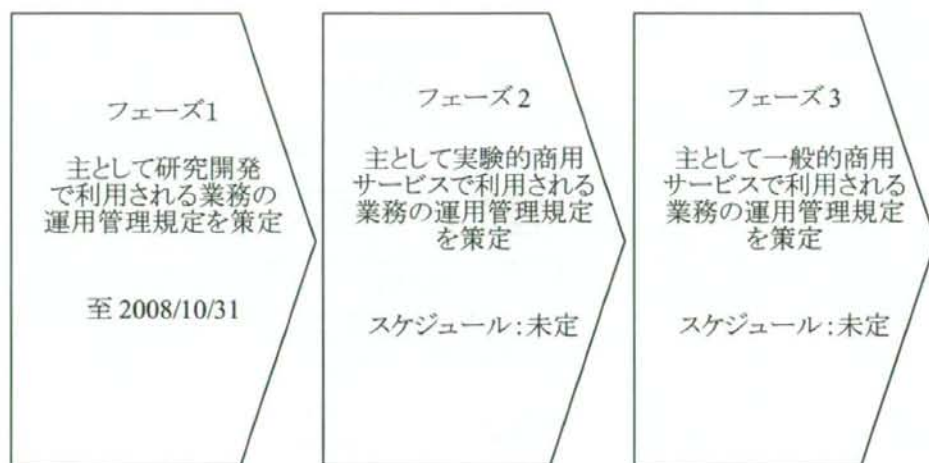 フェーズ1
主として研究開発
で利用される業務の
運用管理規定を策定
至 2008/10/31
フェーズ2
主として実験的商用
サービスで利用される
業務の運用管理規定
を策定
スケジュール:未定
フェーズ3
主として一般的商用
サービスで利用される
業務の運用管理規定
を策定
スケジュール:未定